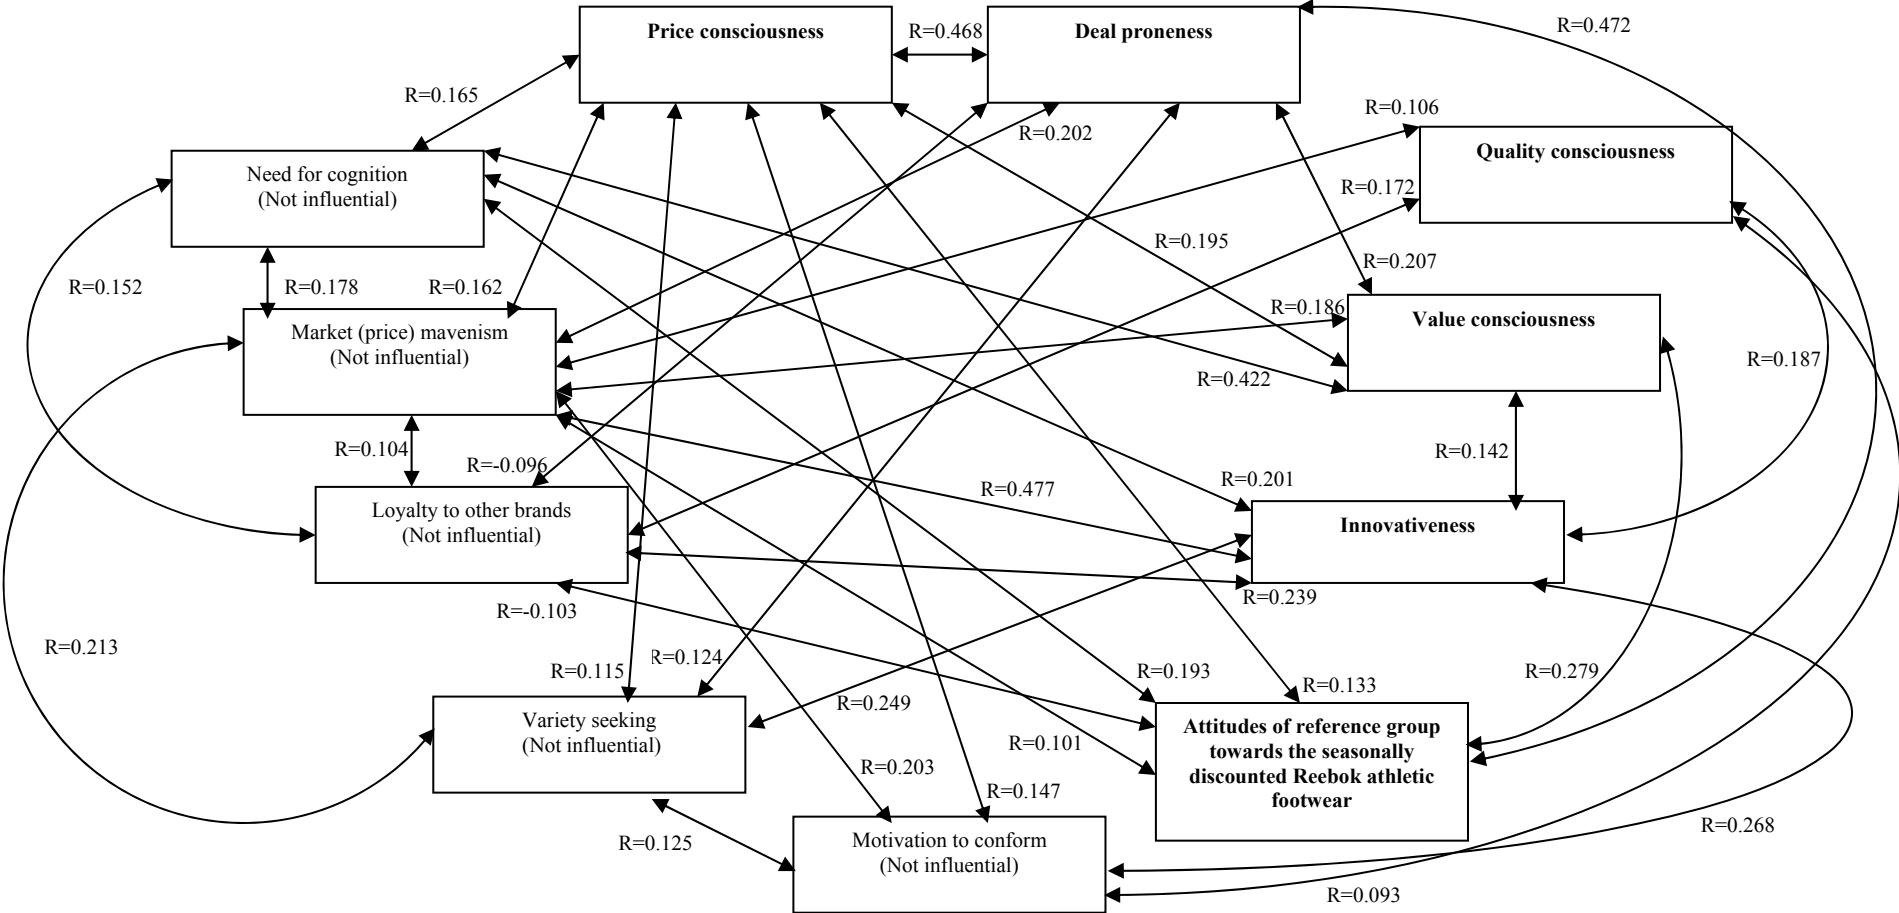 Price consciousness
R=0.468
Deal proneness
R=0.472
R=0.165
R=0.106
R=0.202
Quality consciousness
Need for cognition
(Not influential)
R=0.172
R=0.195
R=0.207
R=0.152
R=0.178
R=0.162
R=0.186
Value consciousness
Market (price) mavenism
(Not influential)
R=0.187
R=0.422
R=0.104
R=-0.096
R=0.142
R=0.201
R=0.477
Loyalty to other brands
(Not influential)
Innovativeness
R=-0.103
R=0.239
R=0.213
R=0.115
R=0.124
R=0.193
R=0.133
R=0.279
R=0.249
Variety seeking
(Not influential)
Attitudes of reference group
towards the seasonally
discounted Reebok athletic
footwear
R=0.101
R=0.203
R=0.147
R=0.125
Motivation to conform
(Not influential)
R=0.268
R=0.093